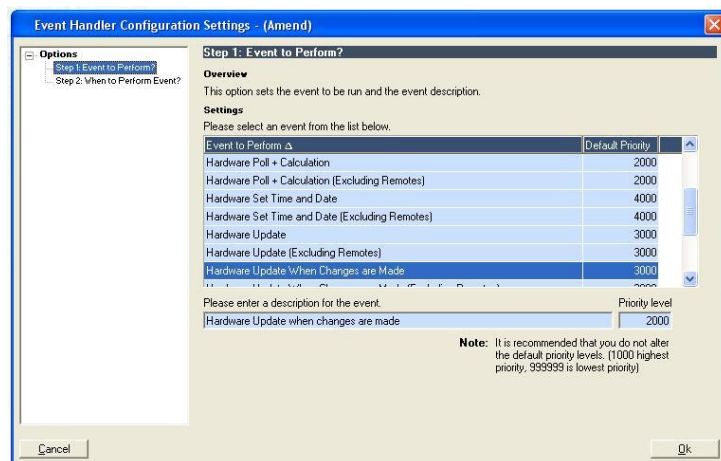 Event Handler Configuration Settings - (Amend)
Options
Step 1: Event to Perform?
Step 2: When to Perform Event?
Step 1: Event to Perform?
Overview
This option sets the event to be run and the event description.
Settings
Please select an event from the list below.
Event to Perform Δ Default Priority
Hardware Poll + Calculation 2000
Hardware Poll + Calculation (Excluding Remotes) 2000
Hardware Set Time and Date 4000
Hardware Set Time and Date (Excluding Remotes) 4000
Hardware Update 3000
Hardware Update (Excluding Remotes) 3000
Hardware Update When Changes are Made 3000
Please enter a description for the event. Priority level
Hardware Update when changes are made 2000
Note: It is recommended that you do not alter
the default priority levels. (1000 highest
priority, 999999 is lowest priority)
Cancel Ok